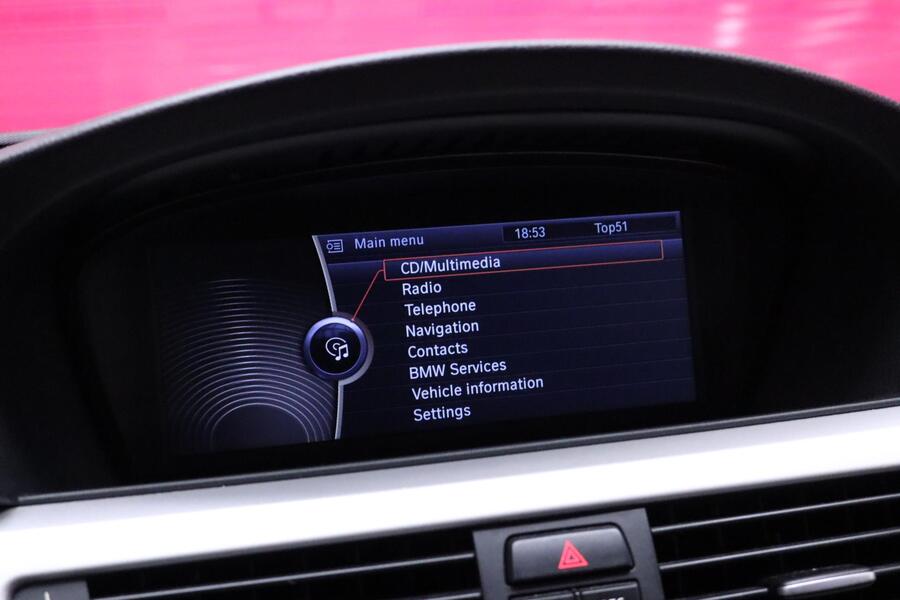 Main menu 18:53 Top51
CD/Multimedia
Radio
Telephone
Navigation
Contacts
BMW Services
Vehicle information
Settings